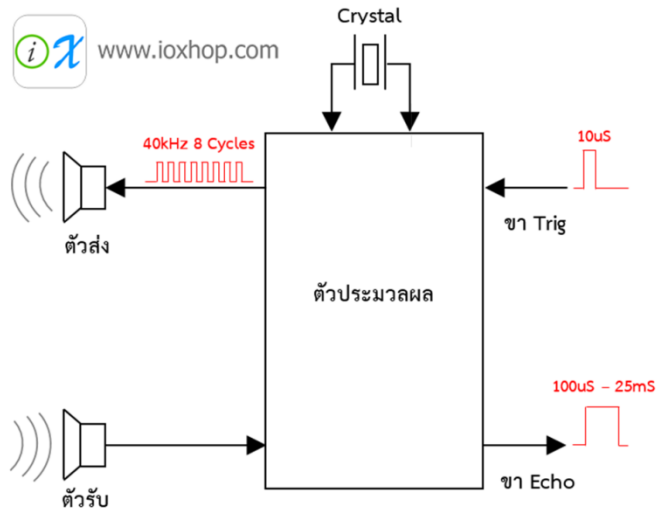 Crystal
iX www.ioxhop.com
40kHz 8 Cycles
10uS
ตัวส่ง
ขา Trig
ตัวประมวลผล
100uS – 25mS
ตัวรับ
ขา Echo